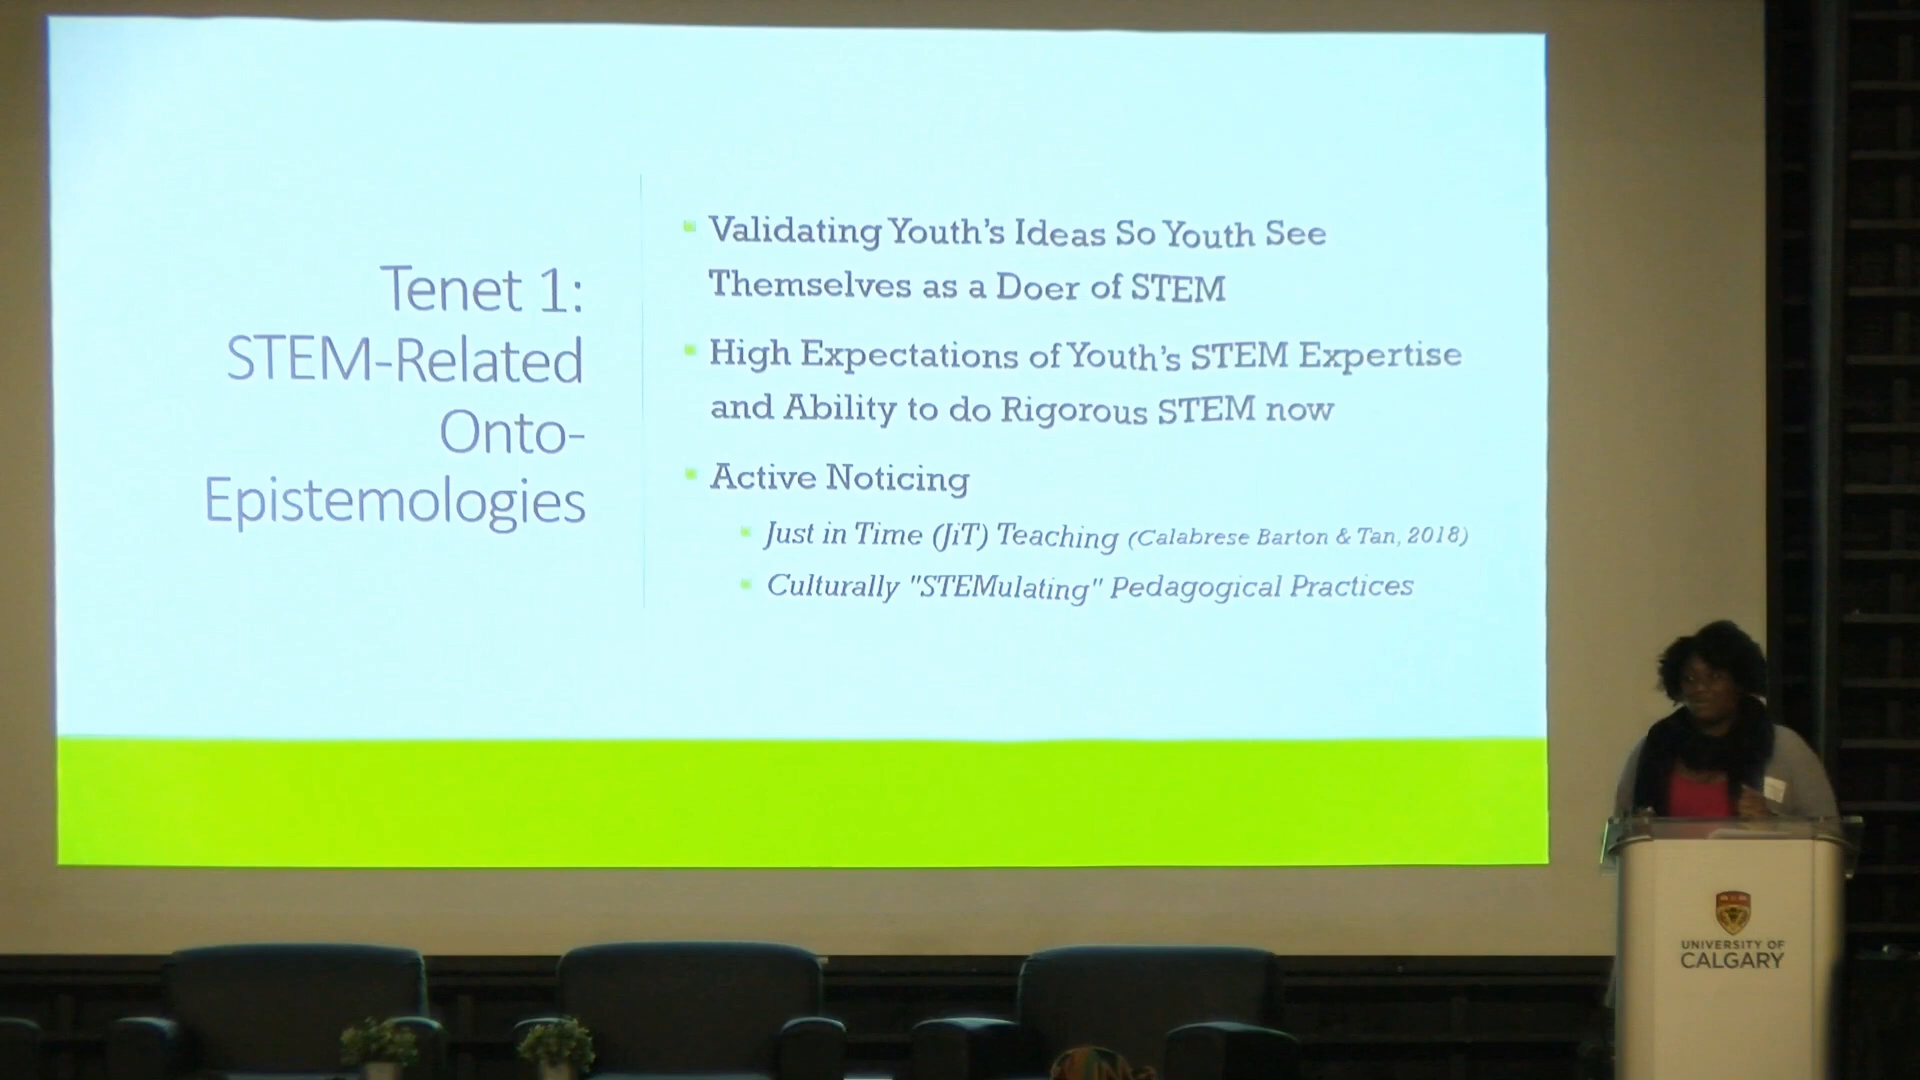 Tenet 1:
STEM-Related
Onto-
Epistemologies
Validating Youth's Ideas So Youth See
Themselves as a Doer of STEM
High Expectations of Youth's STEM Expertise
and Ability to do Rigorous STEM now
Active Noticing
Just in Time (JiT) Teaching (Calabrese Barton & Tan, 2018)
Culturally "STEMulating" Pedagogical Practices
UNIVERSITY OF
CALGARY